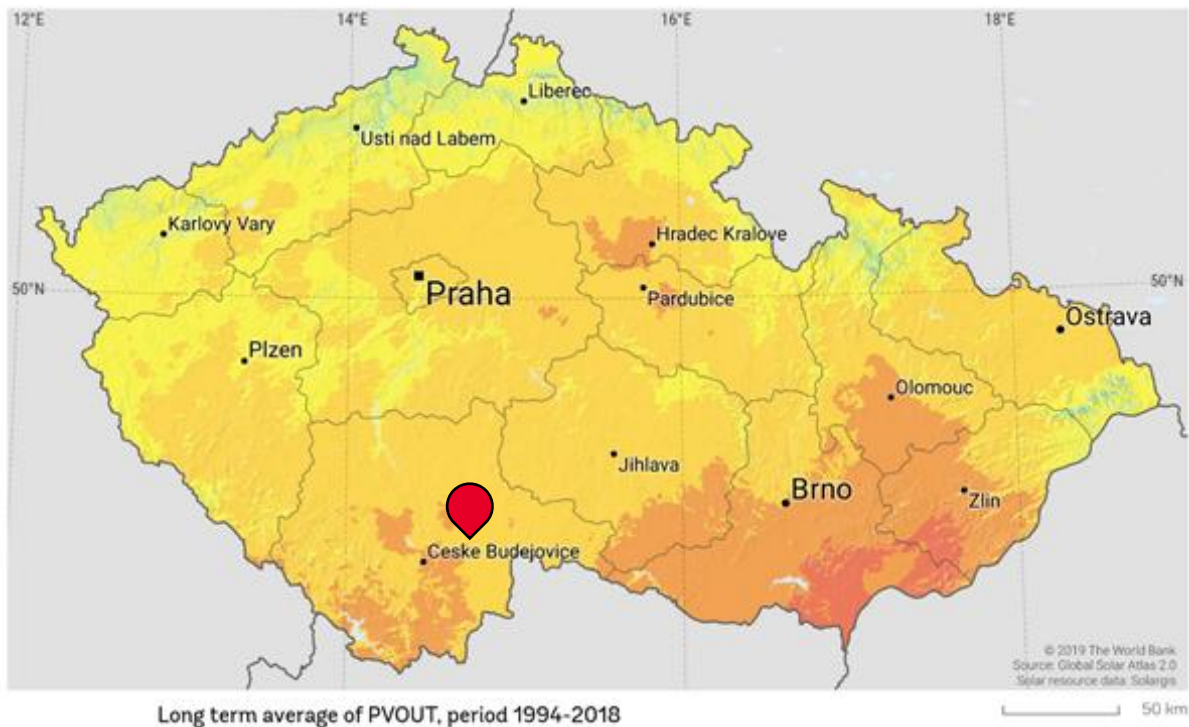 12°E 14°E 16°E 18°E
Liberec
Usti nad Labem
Karlovy Vary
Hradec Kralove
50°N 50°N
Praha
Pardubice
Ostrava
Plzen
Olomouc
Jihlava
Brno
Zlin
Ceske Budejovice
© 2019 The World Bank
Source: Global Solar Atlas 2.0
Solar resource data: Solargis
Long term average of PVOUT, period 1994-2018
50 km